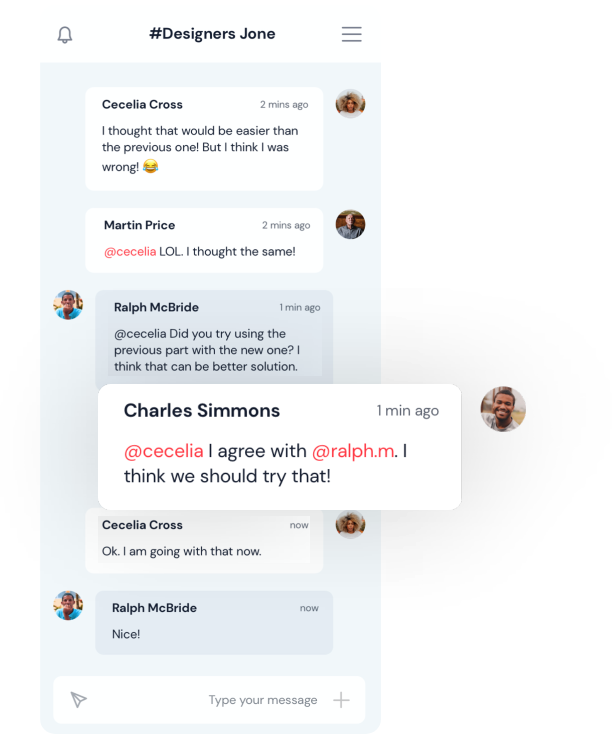 #Designers Jone
Cecelia Cross 2 mins ago
I thought that would be easier than
the previous one! But I think I was
wrong! 😂
Martin Price 2 mins ago
@cecelia LOL. I thought the same!
Ralph McBride 1 min ago
@cecelia Did you try using the
previous part with the new one? I
think that can be better solution.
Charles Simmons 1 min ago
@cecelia I agree with @ralph.m. I
think we should try that!
Cecelia Cross now
Ok. I am going with that now.
Ralph McBride now
Nice!
Type your message